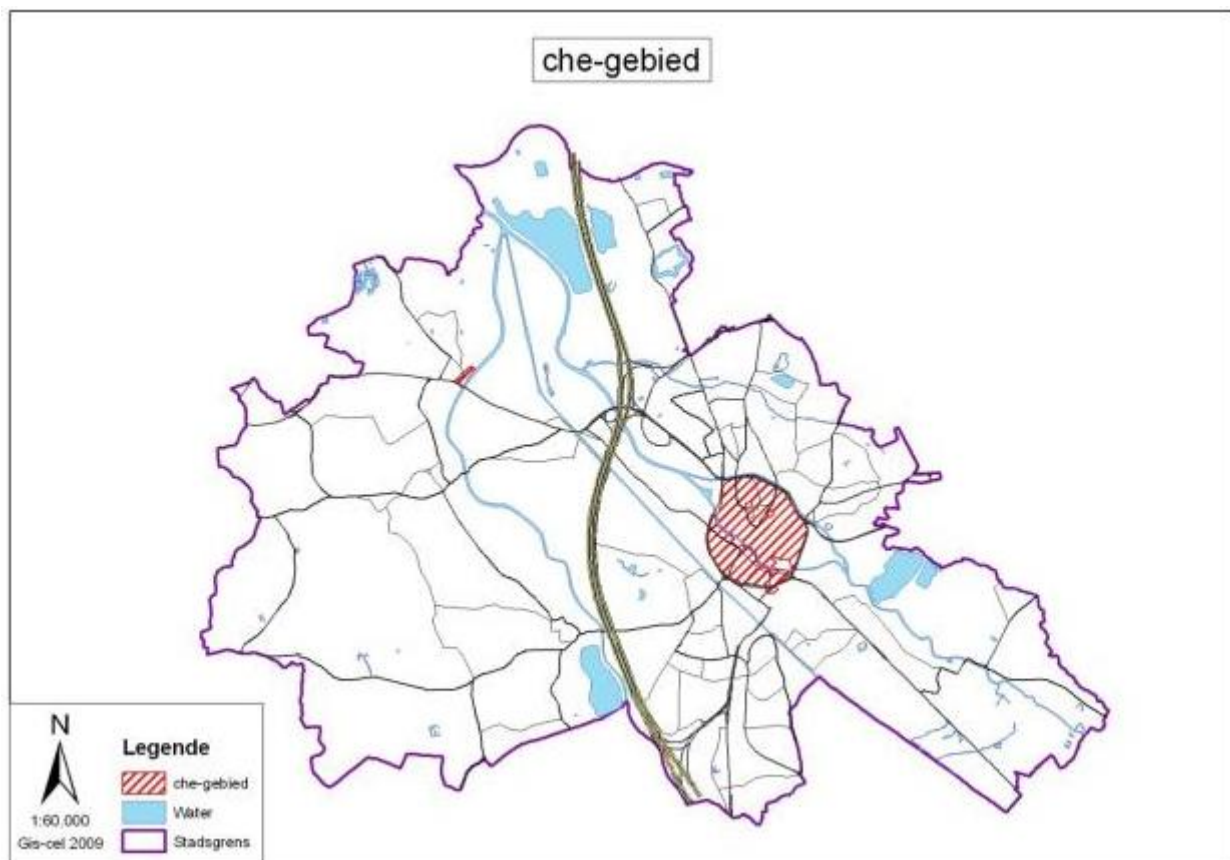 che-gebied
N
1:60.000
Gis-cel 2009
Legende
che-gebied
Water
Stadsgrens